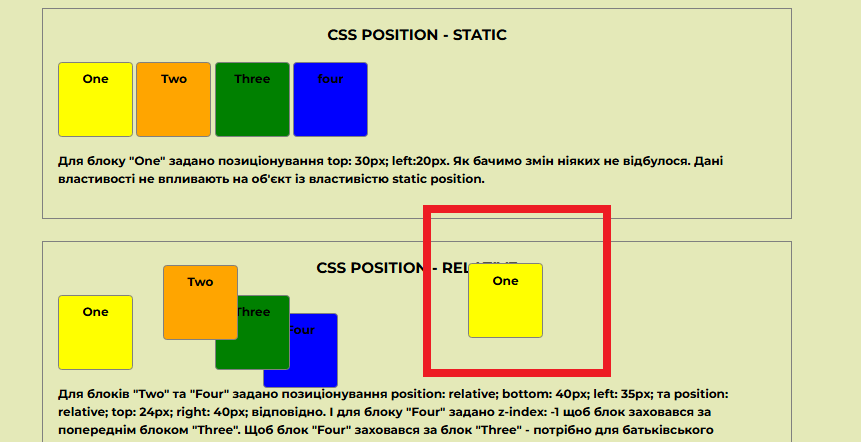 CSS POSITION - STATIC
One Two Three four
Для блоку "One" задано позиціонування top: 30px; left:20px. Як бачимо змін ніяких не відбулося. Дані
властивості не впливають на об'єкт із властивістю static position.
CSS POSITION - RELATIVE
Two
One
One Three
Four
Для блоків "Two" та "Four" задано позиціонування position: relative; bottom: 40px; left: 35px; та position:
relative; top: 24px; right: 40px; відповідно. І для блоку "Four" задано z-index: -1 щоб блок заховався за
попереднім блоком "Three". Щоб блок "Four" заховався за блок "Three" - потрібно для батьківського